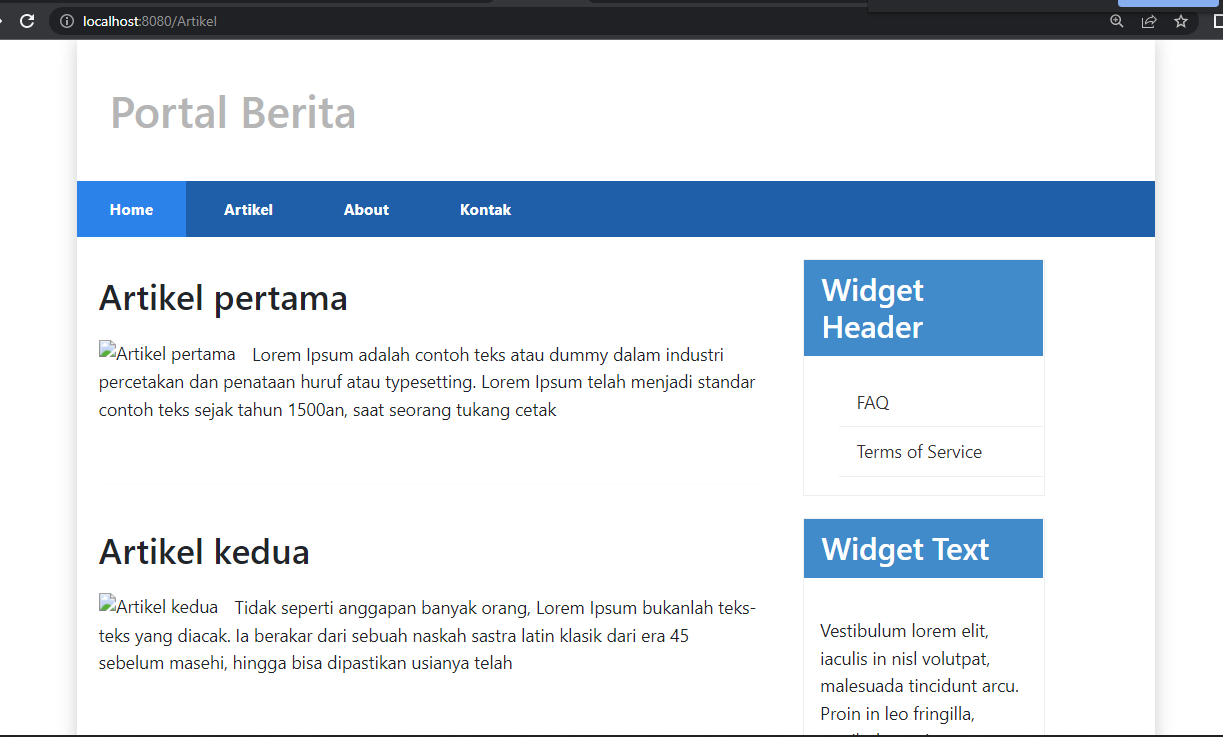 localhost:8080/Artikel
Portal Berita
Home Artikel About Kontak
Artikel pertama
Artikel pertama Lorem Ipsum adalah contoh teks atau dummy dalam industri
percetakan dan penataan huruf atau typesetting. Lorem Ipsum telah menjadi standar
contoh teks sejak tahun 1500an, saat seorang tukang cetak
Artikel kedua
Artikel kedua Tidak seperti anggapan banyak orang, Lorem Ipsum bukanlah teks-
teks yang diacak. Ia berakar dari sebuah naskah sastra latin klasik dari era 45
sebelum masehi, hingga bisa dipastikan usianya telah
Widget
Header
FAQ
Terms of Service
Widget Text
Vestibulum lorem elit,
iaculis in nisl volutpat,
malesuada tincidunt arcu.
Proin in leo fringilla,